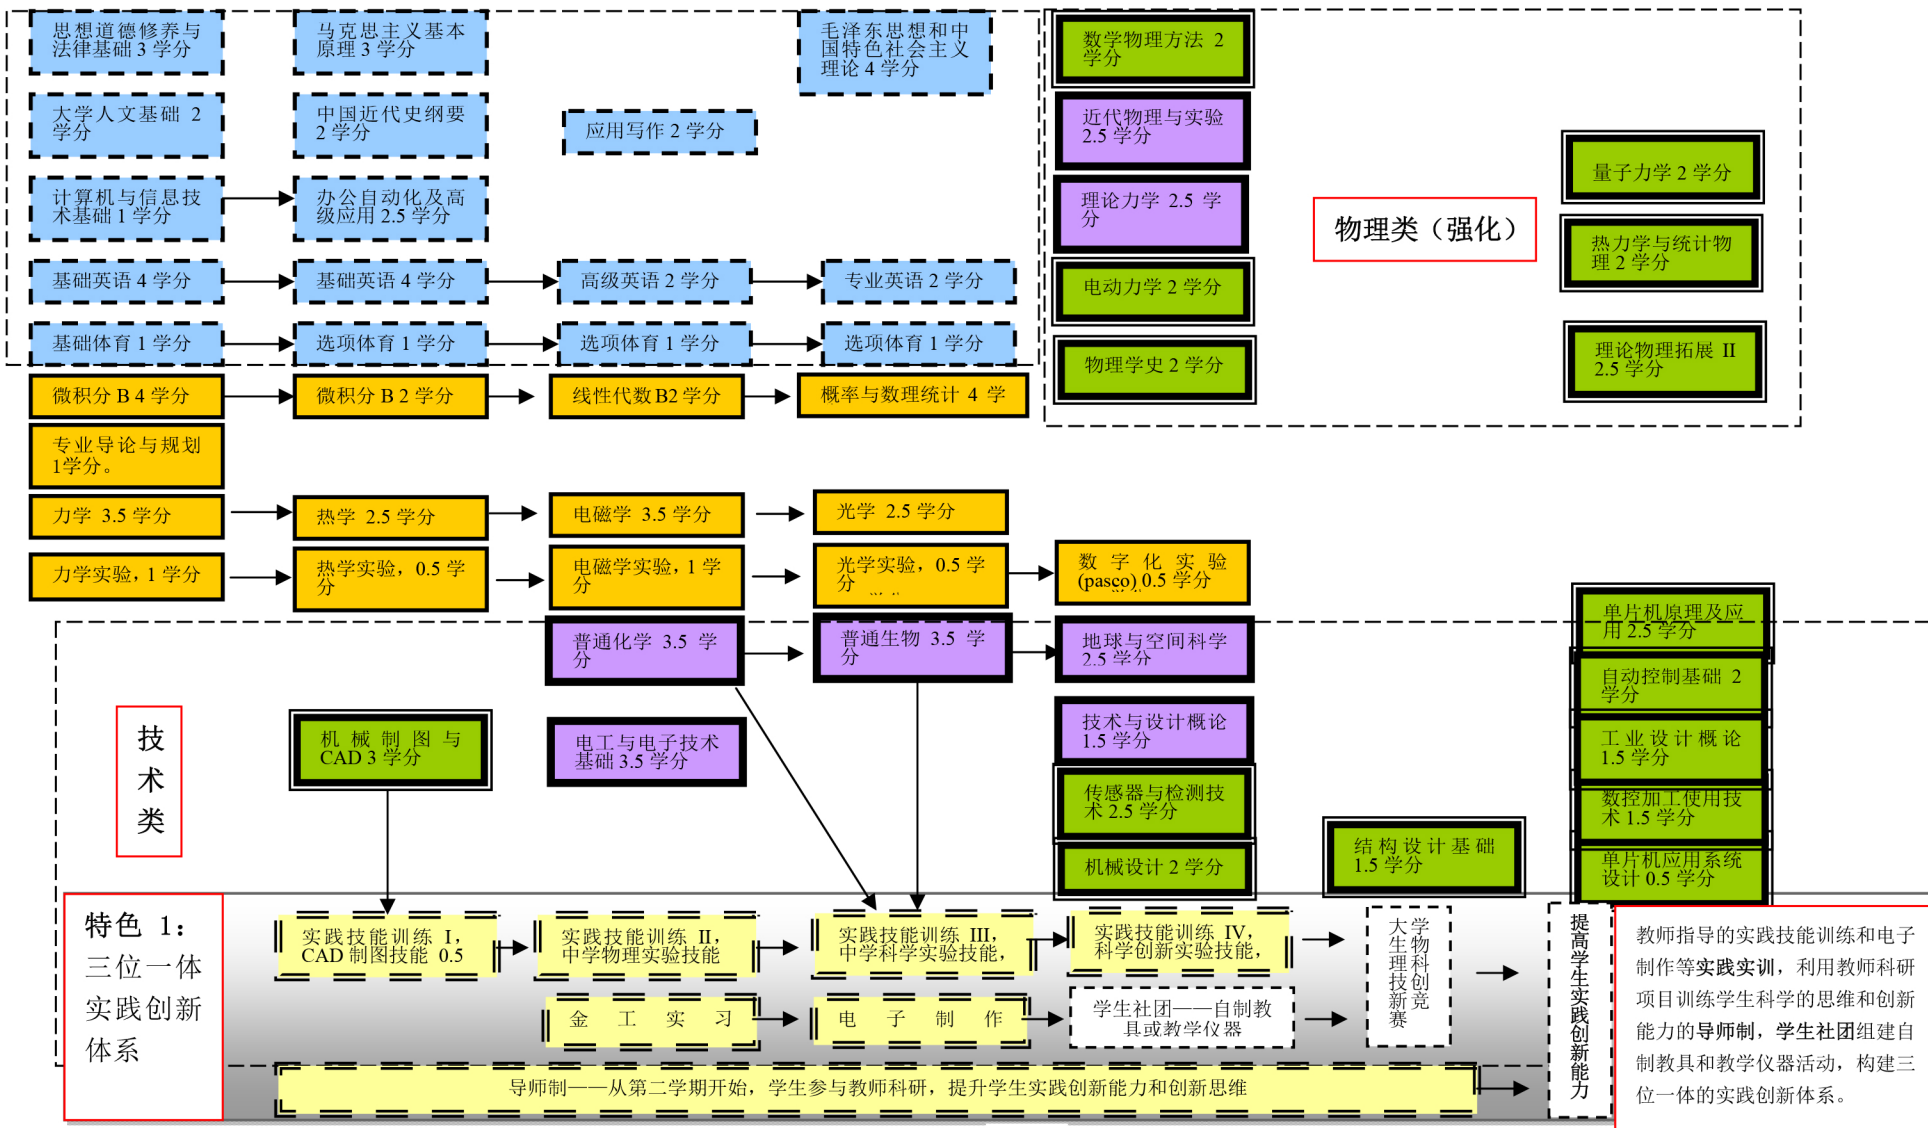 思想道德修养与
法律基础 3 学分
马克思主义基本
原理 3 学分
毛泽东思想和中
国特色社会主义
理论 4 学分
大学人文基础 2
学分
中国近代史纲要
2 学分
应用写作 2 学分
计算机与信息技
术基础 1 学分
办公自动化及高
级应用 2.5 学分
基础英语 4 学分
基础英语 4 学分
高级英语 2 学分
专业英语 2 学分
基础体育 1 学分
选项体育 1 学分
选项体育 1 学分
选项体育 1 学分
数学物理方法 2
学分
近代物理与实验
2.5 学分
理论力学 2.5 学
分
电动力学 2 学分
物理学史 2 学分
物理类（强化）
量子力学 2 学分
热力学与统计物
理 2 学分
理论物理拓展 II
2.5 学分
微积分 B 4 学分
微积分 B 2 学分
线性代数 B2 学分
概率与数理统计 4 学
专业导论与规划
1学分。
力学 3.5 学分
热学 2.5 学分
电磁学 3.5 学分
光学 2.5 学分
力学实验，1 学分
热学实验，0.5 学
分
电磁学实验，1 学
分
光学实验，0.5 学
分
数字化实验
(pasco) 0.5 学分
普通化学 3.5 学
分
普通生物 3.5 学
分
地球与空间科学
2.5 学分
技
术
类
机械制图与
CAD 3 学分
电工与电子技术
基础 3.5 学分
技术与设计概论
1.5 学分
传感器与检测技
术 2.5 学分
机械设计 2 学分
结构设计基础
1.5 学分
单片机原理及应
用 2.5 学分
自动控制基础 2
学分
工业设计概论
1.5 学分
数控加工使用技
术 1.5 学分
单片机应用系统
设计 0.5 学分
特色 1：
三位一体
实践创新
体系
实践技能训练 I，
CAD 制图技能 0.5
实践技能训练 II，
中学物理实验技能
实践技能训练 III，
中学科学实验技能，
实践技能训练 IV，
科学创新实验技能，
金工实习
电子制作
学生社团——自制教
具或教学仪器
大学
生物
理科
技创
新竞
赛
提高学生实践创新能力
导师制——从第二学期开始，学生参与教师科研，提升学生实践创新能力和创新思维
教师指导的实践技能训练和电子
制作等实践实训，利用教师科研
项目训练学生科学的思维和创新
能力的导师制，学生社团组建自
制教具和教学仪器活动，构建三
位一体的实践创新体系。